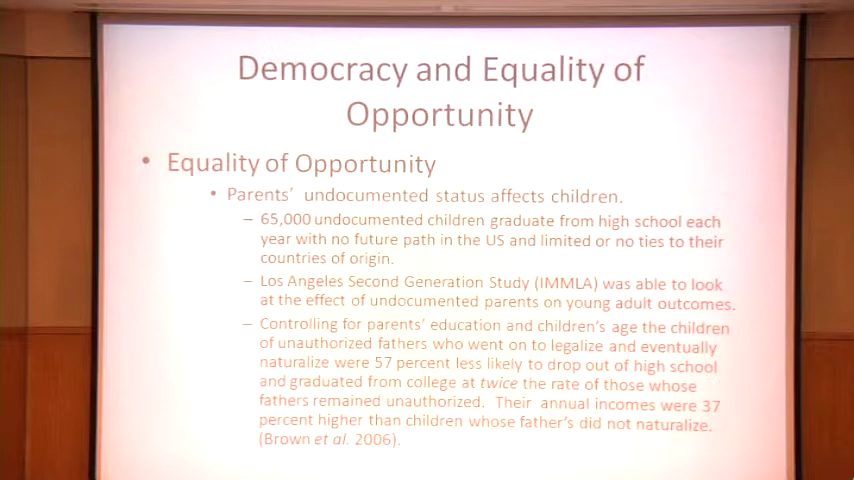 Democracy and Equality of
Opportunity
• Equality of Opportunity
• Parents' undocumented status affects children.
– 65,000 undocumented children graduate from high school each
year with no future path in the US and limited or no ties to their
countries of origin.
– Los Angeles Second Generation Study (IMMLA) was able to look
at the effect of undocumented parents on young adult outcomes.
– Controlling for parents' education and children's age the children
of unauthorized fathers who went on to legalize and eventually
naturalize were 57 percent less likely to drop out of high school
and graduated from college at twice the rate of those whose
fathers remained unauthorized. Their annual incomes were 37
percent higher than children whose father's did not naturalize.
(Brown et al. 2006).